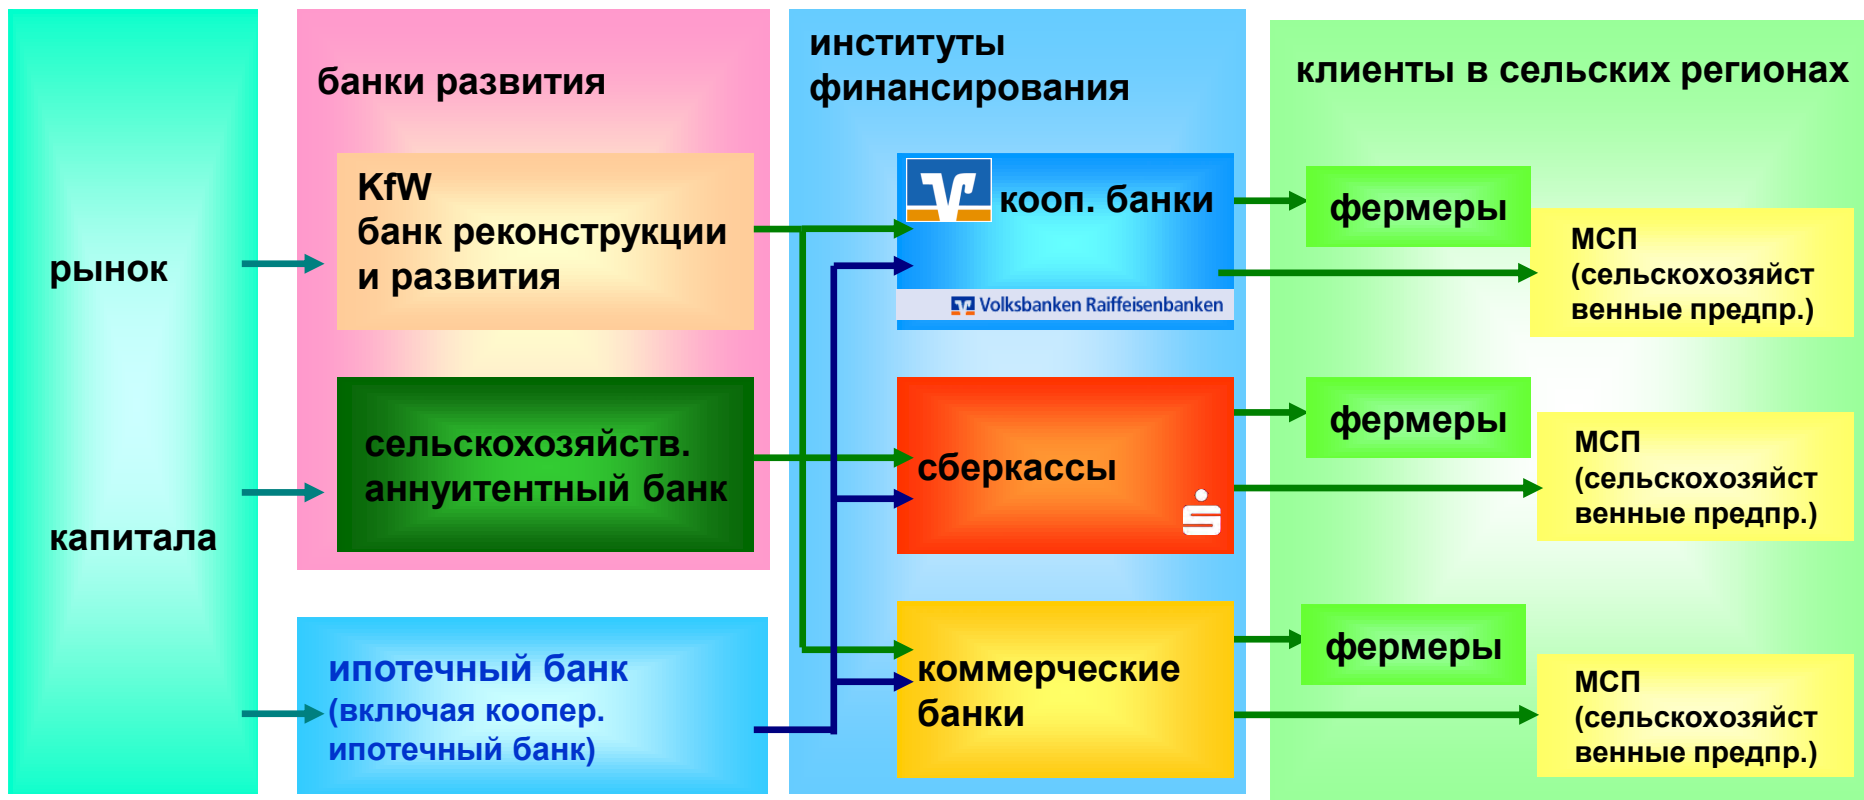 рынок
капитала
банки развития
KfW
банк реконструкции
и развития
сельскохозяйств.
аннуитентный банк
ипотечный банк
(включая коопер.
ипотечный банк)
институты
финансирования
кооп. банки
Volksbanken Raiffeisenbanken
сберкассы
коммерческие
банки
клиенты в сельских регионах
фермеры
МСП
(сельскохозяйст
венные предпр.)
фермеры
МСП
(сельскохозяйст
венные предпр.)
фермеры
МСП
(сельскохозяйст
венные предпр.)